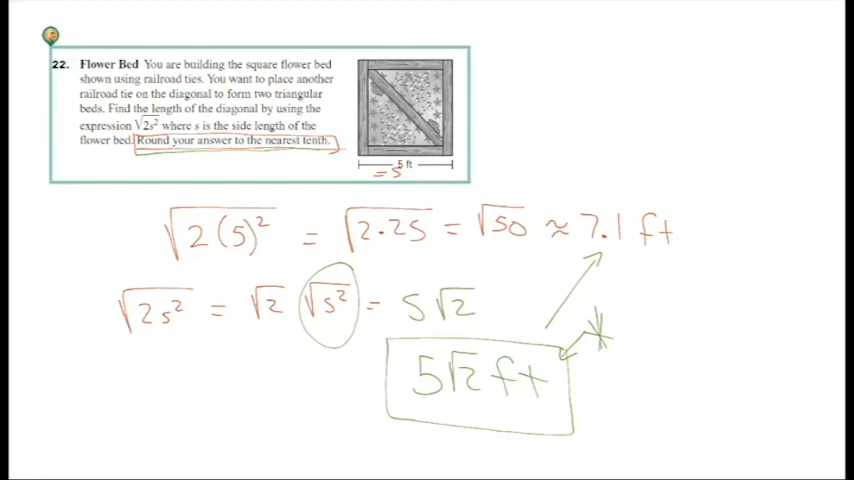 22. Flower Bed You are building the square flower bed
shown using railroad ties. You want to place another
railroad tie on the diagonal to form two triangular
beds. Find the length of the diagonal by using the
expression √2s² where s is the side length of the
flower bed. Round your answer to the nearest tenth.
5 ft
= s
√2(5)² = √2·25 = √50 ≈ 7.1 ft
√2s² = √2 √s² = 5√2
5√2 ft